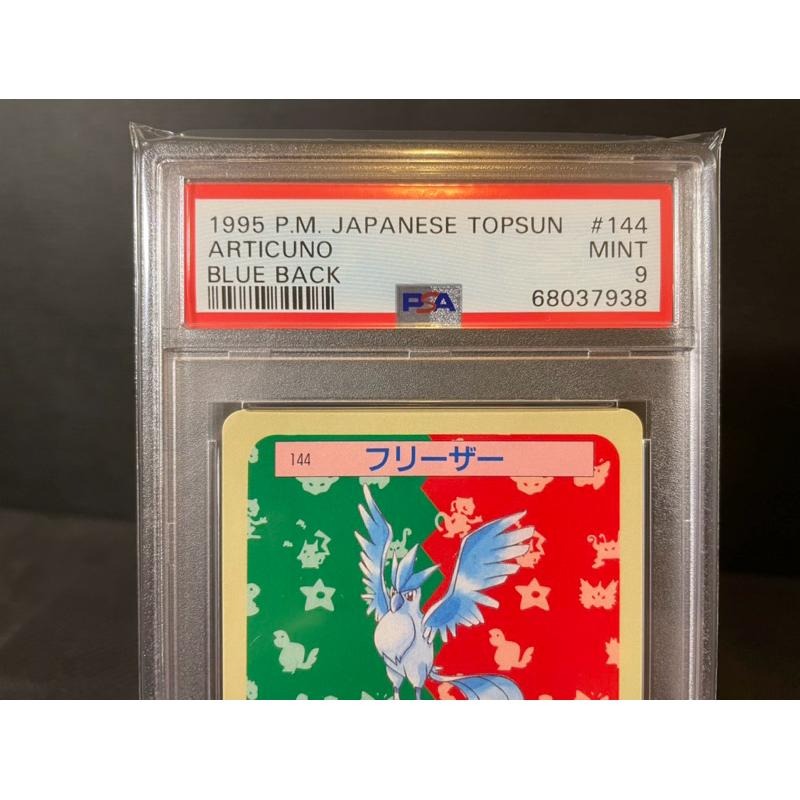 1995 P.M. JAPANESE TOPSUN #144
ARTICUNO MINT
BLUE BACK 9
PSA 68037938
144 フリーザー